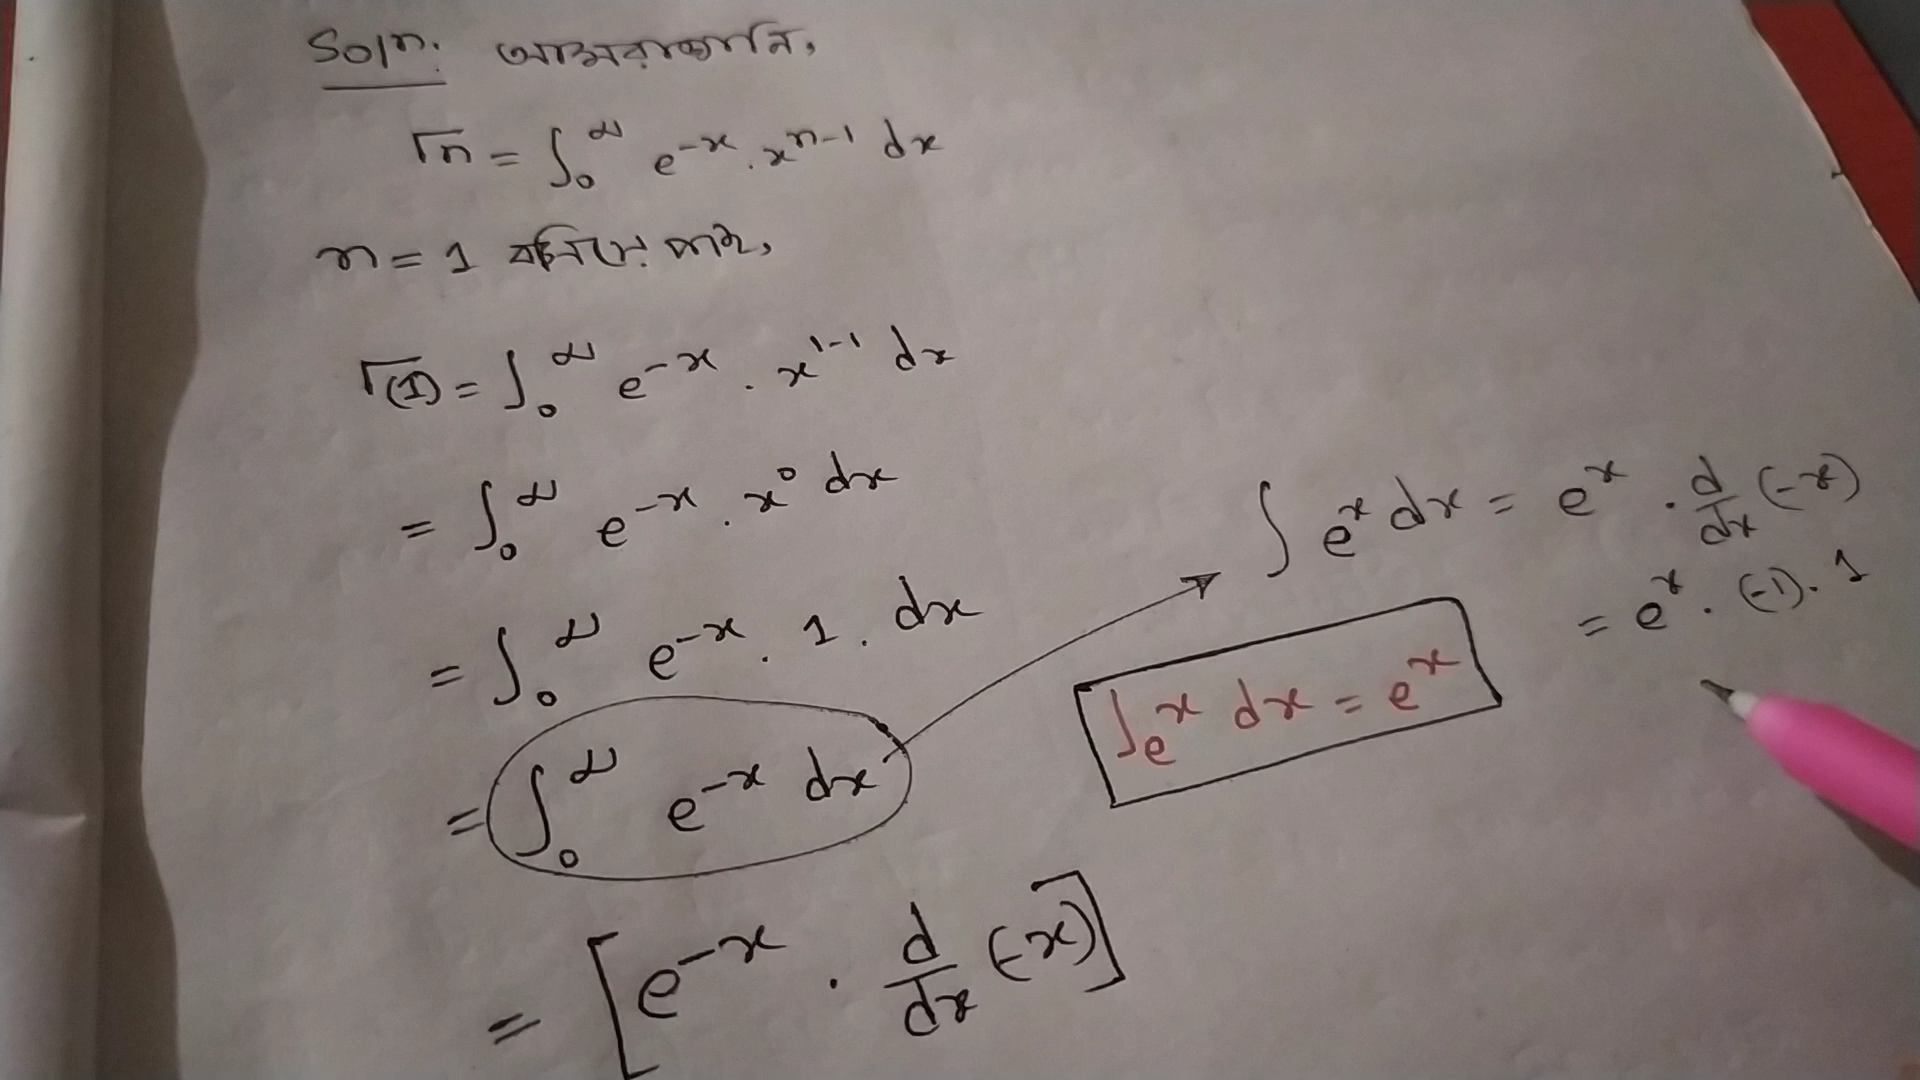 Soln. আমরা জানি,
Γn = ∫₀^∞ e^-x . x^n-1 dx
n = 1 বসিয়ে পাই,
Γ(1) = ∫₀^∞ e^-x . x^1-1 dx
= ∫₀^∞ e^-x . x^0 dx
= ∫₀^∞ e^-x . 1 . dx
= ∫₀^∞ e^-x dx
= [e^-x . d/dx (-x)]
∫ e^x dx = e^x . d/dx (-x)
= e^x . (-1) . 1
∫e^x dx = e^x